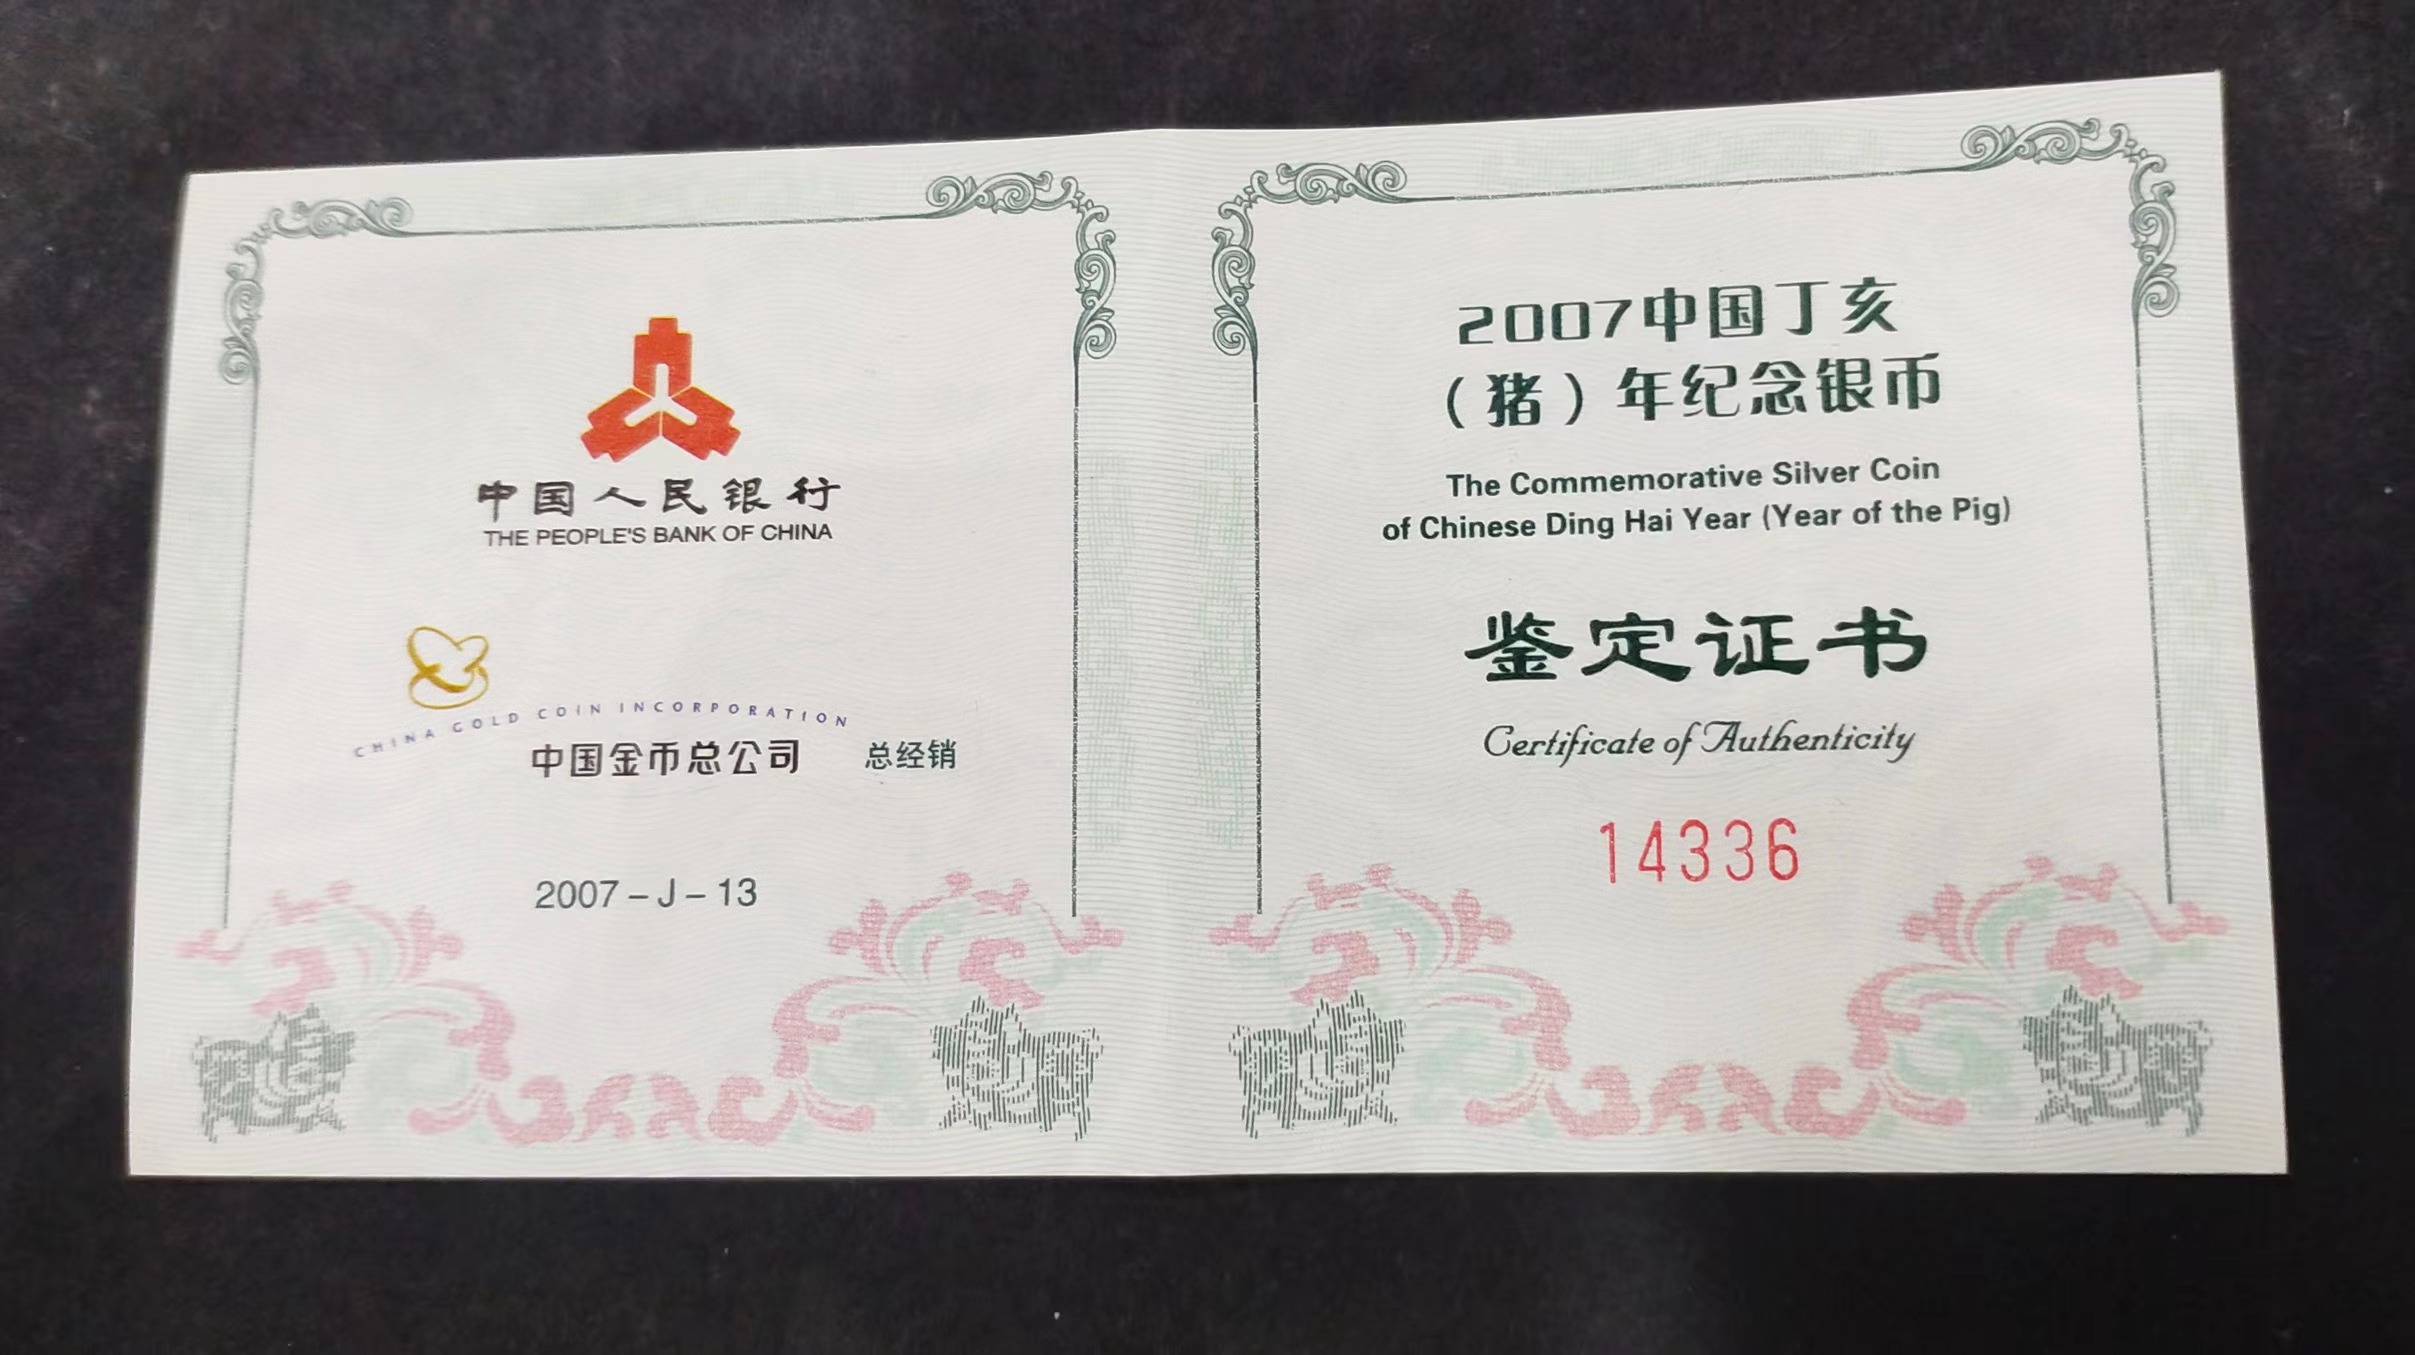 中国人民银行
THE PEOPLE'S BANK OF CHINA
CHINA GOLD COIN INCORPORATION
中国金币总公司 总经销
2007-J-13
2007中国丁亥
（猪）年纪念银币
The Commemorative Silver Coin
of Chinese Ding Hai Year (Year of the Pig)
鉴定证书
Certificate of Authenticity
14336